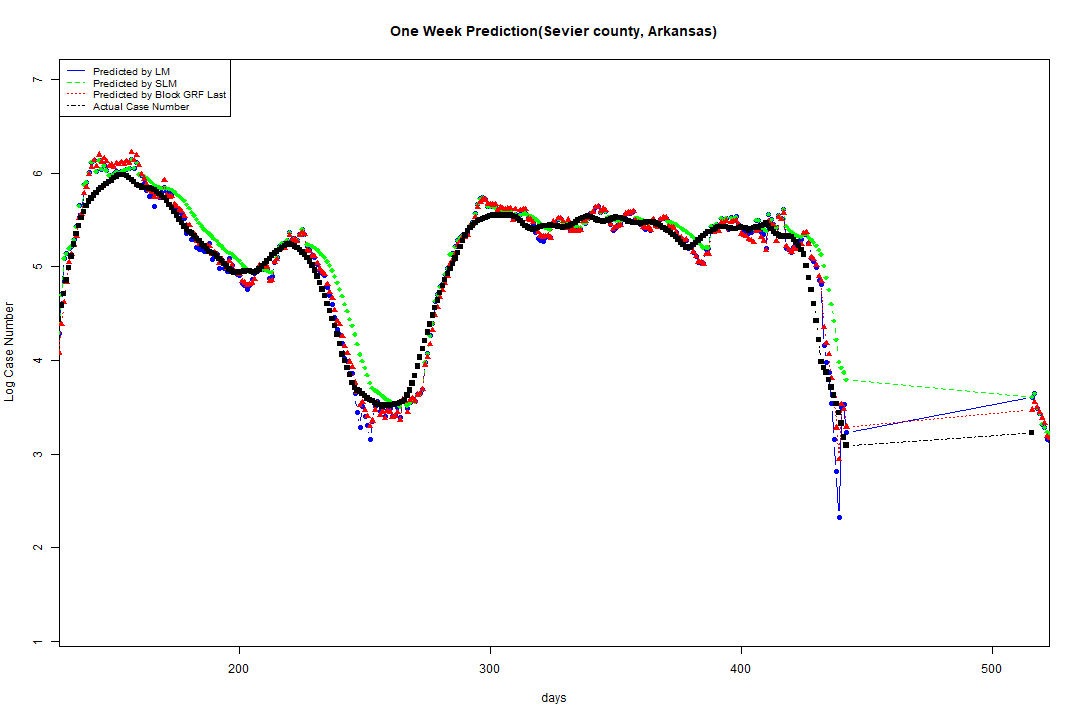 One Week Prediction(Sevier county, Arkansas)
Predicted by LM
Predicted by SLM
Predicted by Block GRF Last
Actual Case Number
7
6
5
4
3
2
1
Log Case Number
200
300
400
500
days